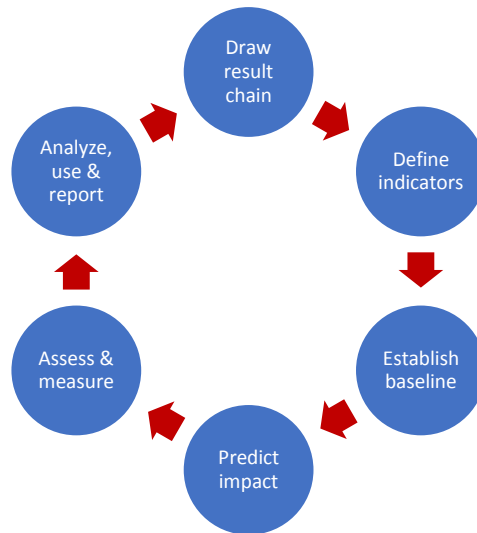 Draw
result
chain
Define
indicators
Establish
baseline
Predict
impact
Assess &
measure
Analyze,
use &
report